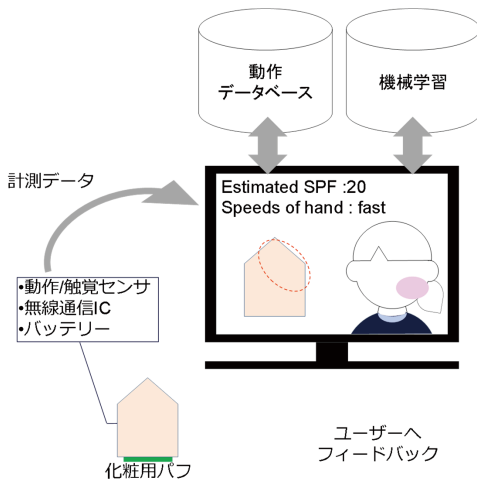 動作
データベース
機械学習
計測データ
Estimated SPF :20
Speeds of hand : fast
•動作/触覚センサ
•無線通信IC
•バッテリー
化粧用パフ
ユーザーへ
フィードバック